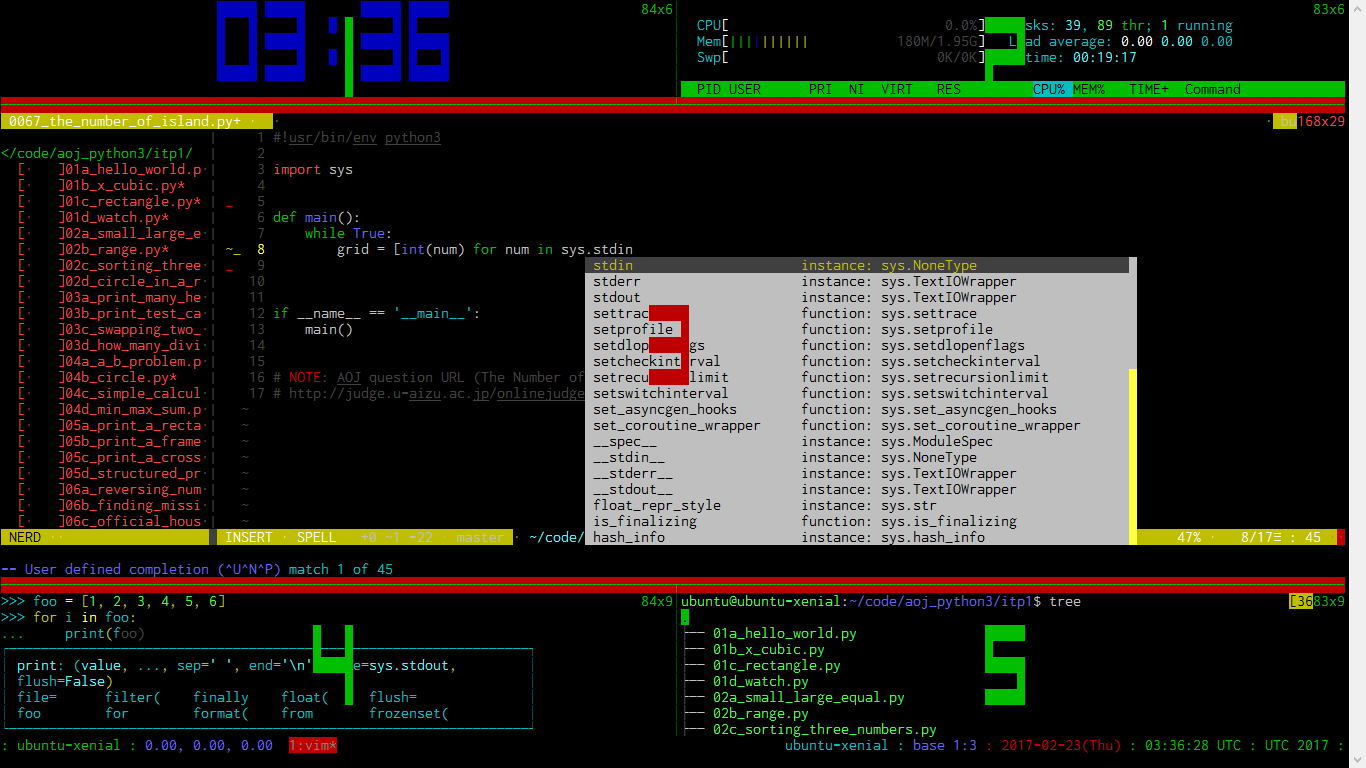 03:36
1
84x6
CPU[ 0.0%]
Mem[||||||||||| 180M/1.95G]
Swp[ 0K/0K]
2
sks: 39, 89 thr; 1 running
ad average: 0.00 0.00 0.00
time: 00:19:17
83x6
PID USER PRI NI VIRT RES CPU% MEM% TIME+ Command
0067_the_number_of_island.py+
168x29
</code/aoj_python3/itp1/
[· ]01a_hello_world.p
[· ]01b_x_cubic.py*
[· ]01c_rectangle.py*
[· ]01d_watch.py*
[· ]02a_small_large_e
[· ]02b_range.py*
[· ]02c_sorting_three
[· ]02d_circle_in_a_r
[· ]03a_print_many_he
[· ]03b_print_test_ca
[· ]03c_swapping_two_
[· ]03d_how_many_divi
[· ]04a_a_b_problem.p
[· ]04b_circle.py*
[· ]04c_simple_calcul
[· ]04d_min_max_sum.p
[· ]05a_print_a_recta
[· ]05b_print_a_frame
[· ]05c_print_a_cross
[· ]05d_structured_pr
[· ]06a_reversing_num
[· ]06b_finding_missi
[· ]06c_official_hous
1 #!usr/bin/env python3
2
3 import sys
4
5
6 def main():
7 while True:
~_ 8 grid = [int(num) for num in sys.stdin
9
10
11
12 if __name__ == '__main__':
13 main()
14
15
16 # NOTE: AOJ question URL (The Number of
17 # http://judge.u-aizu.ac.jp/onlinejudge
stdin instance: sys.NoneType
stderr instance: sys.TextIOWrapper
stdout instance: sys.TextIOWrapper
settrac function: sys.settrace
setprofile function: sys.setprofile
setdlop gs function: sys.setdlopenflags
setcheckint rval function: sys.setcheckinterval
setrecu limit function: sys.setrecursionlimit
setswitchinterval function: sys.setswitchinterval
set_asyncgen_hooks function: sys.set_asyncgen_hooks
set_coroutine_wrapper function: sys.set_coroutine_wrapper
__spec__ instance: sys.ModuleSpec
__stdin__ instance: sys.NoneType
__stderr__ instance: sys.TextIOWrapper
__stdout__ instance: sys.TextIOWrapper
float_repr_style instance: sys.str
is_finalizing function: sys.is_finalizing
hash_info instance: sys.hash_info
3
NERD
INSERT · SPELL +0 ~1 -22 · master · ~/code/ 47% · 8/17≡ : 45
-- User defined completion (^U^N^P) match 1 of 45
>>> foo = [1, 2, 3, 4, 5, 6]
>>> for i in foo:
... print(foo)
84x9
print: (value, ..., sep=' ', end='\n' e=sys.stdout,
flush=False)
file= filter( finally float( flush=
foo for format( from frozenset(
4
ubuntu@ubuntu-xenial:~/code/aoj_python3/itp1$ tree
[3683x9
.
├── 01a_hello_world.py
├── 01b_x_cubic.py
├── 01c_rectangle.py
├── 01d_watch.py
├── 02a_small_large_equal.py
├── 02b_range.py
├── 02c_sorting_three_numbers.py
5
: ubuntu-xenial : 0.00, 0.00, 0.00 1:vim*
ubuntu-xenial : base 1:3 : 2017-02-23(Thu) : 03:36:28 UTC : UTC 2017 :